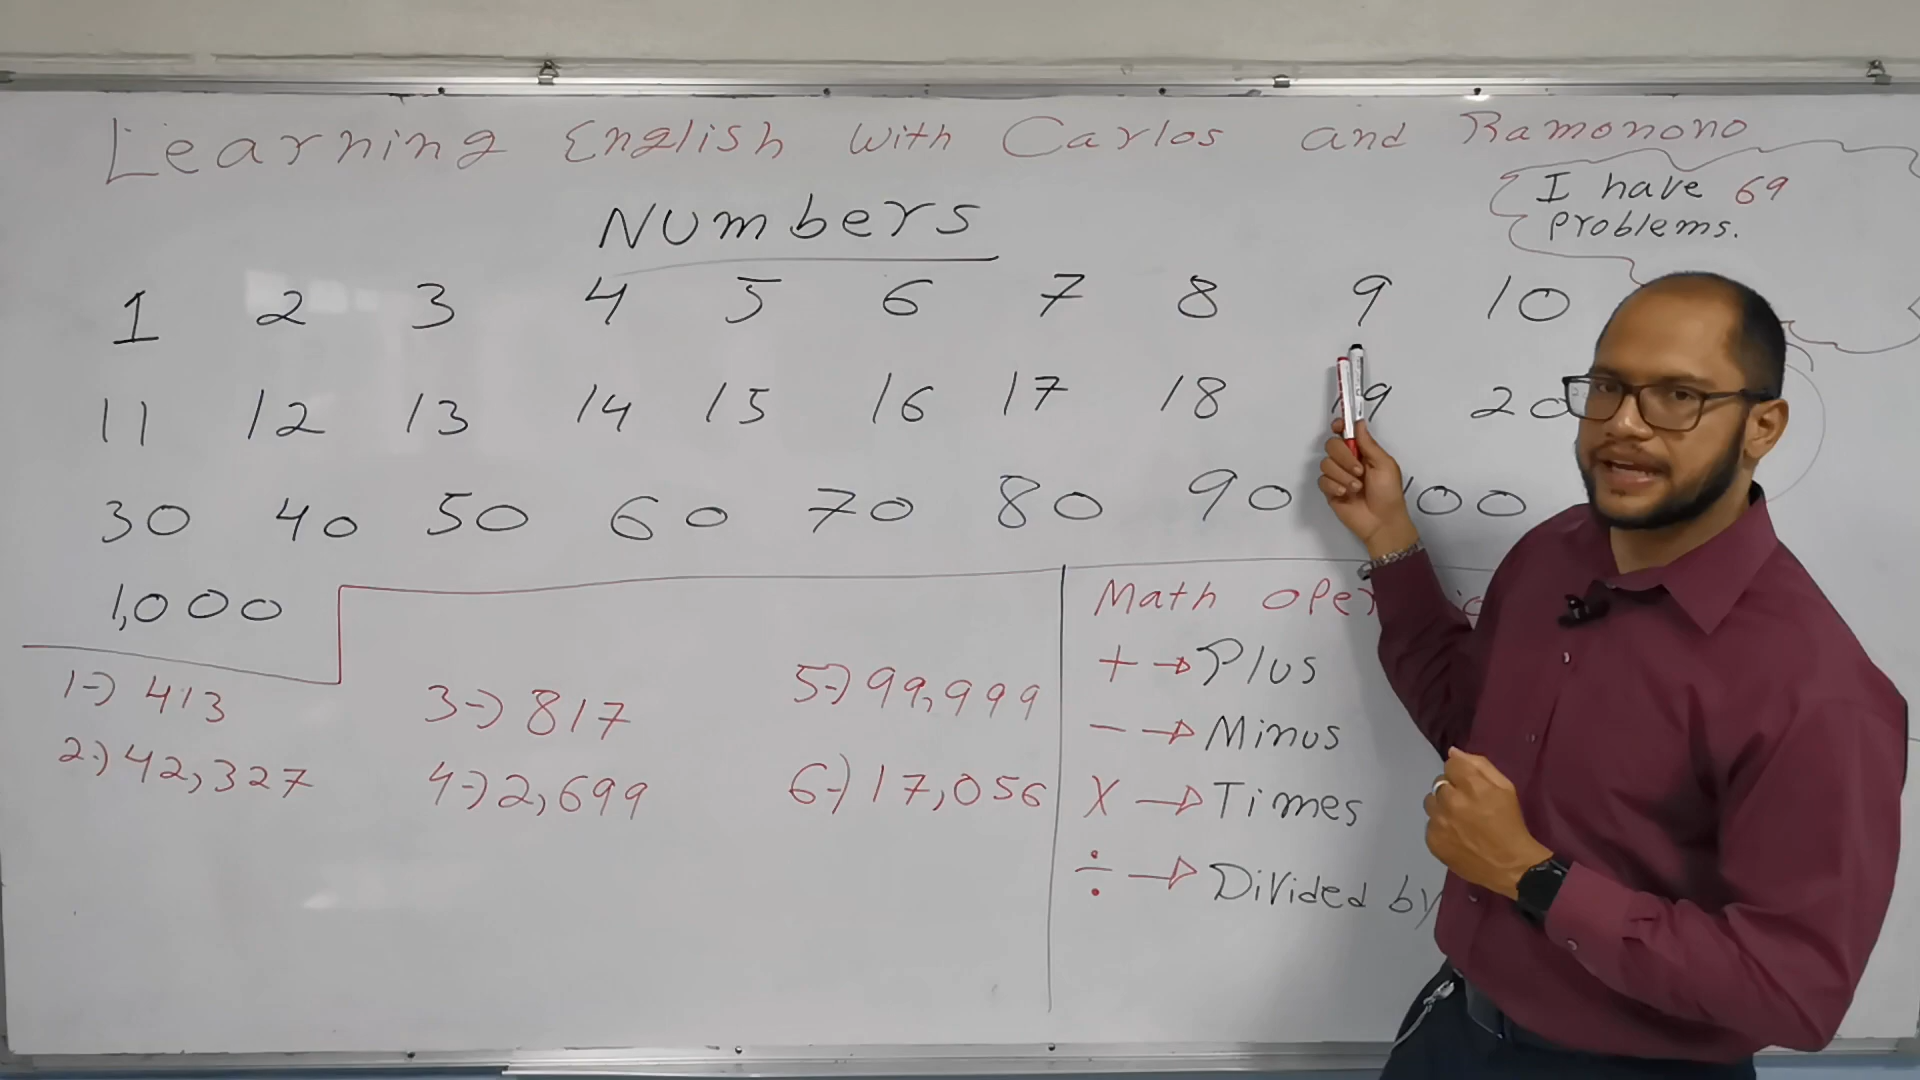 Learning English with Carlos and Ramonono
I have 69
problems.
Numbers
1 2 3 4 5 6 7 8 9 10
11 12 13 14 15 16 17 18 19 20
30 40 50 60 70 80 90 100
1,000
Math
+ → Plus
- → Minus
X → Times
÷ → Divided by
1-) 413
2-) 42,327
3-) 817
4-) 2,699
5-) 99,999
6-) 17,056